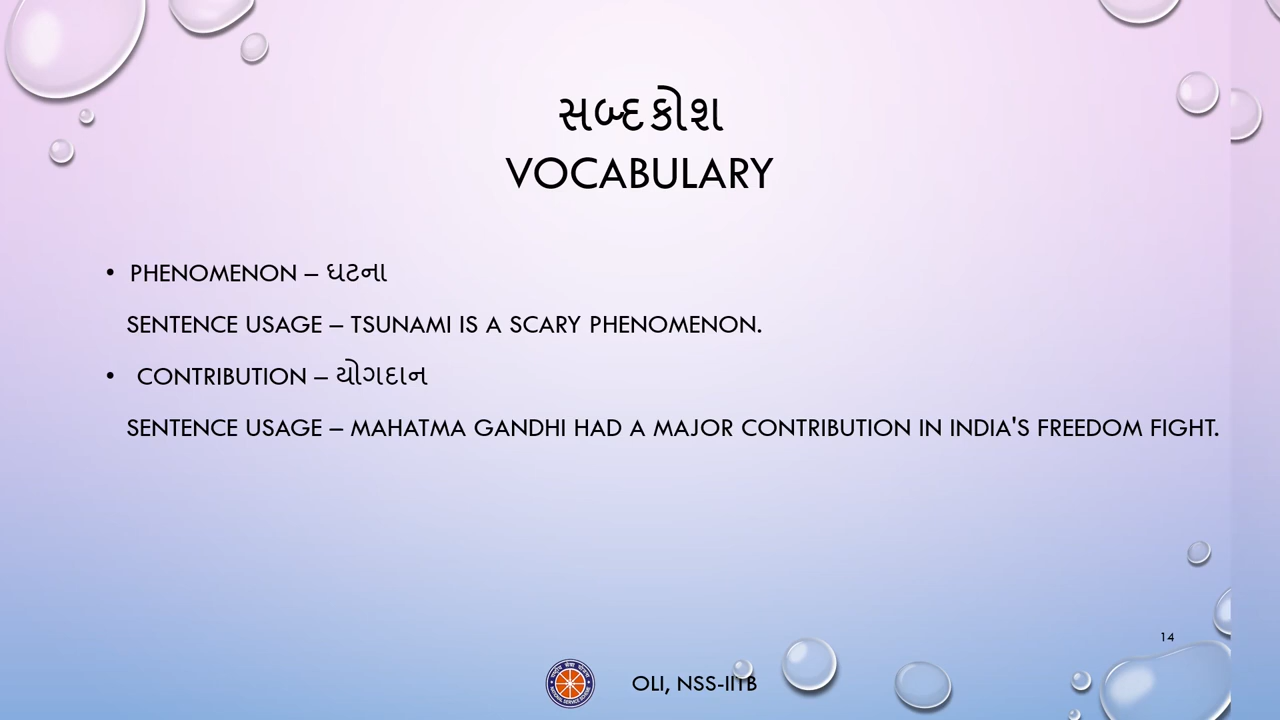 સબ્દકોશ
VOCABULARY
• PHENOMENON – ઘટના
SENTENCE USAGE – TSUNAMI IS A SCARY PHENOMENON.
• CONTRIBUTION – યોગદાન
SENTENCE USAGE – MAHATMA GANDHI HAD A MAJOR CONTRIBUTION IN INDIA'S FREEDOM FIGHT.
14
OLI, NSS-IITB